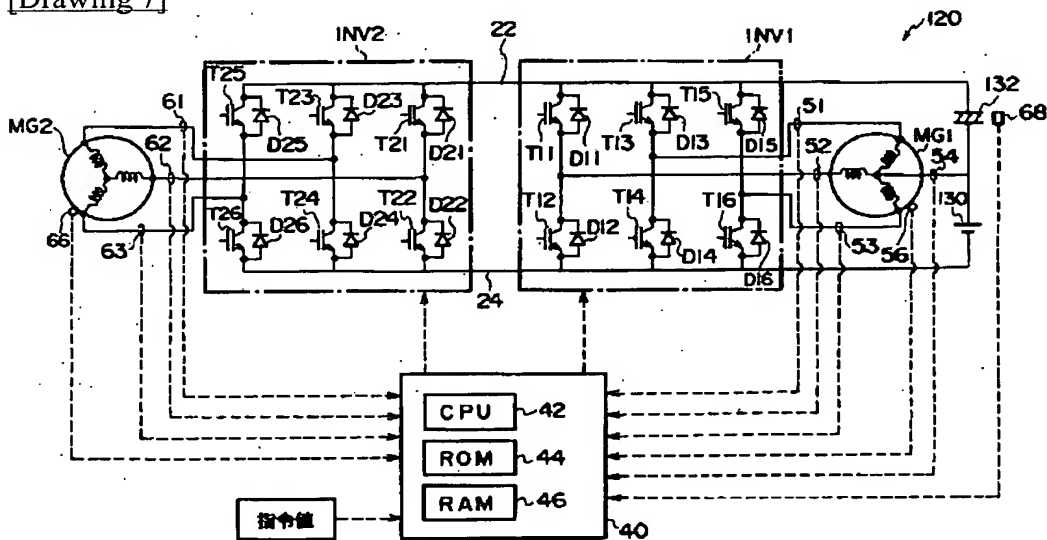 [Drawing 7]
INV2
22
INV1
120
T25
61
T23
D23
T15
51
132
68
MG2
62
D25
T21
D21
T11
D11
T13
D13
D15
52
MG1
54
T22
T12
T14
T16
130
T26
T24
D26
D24
D22
D12
66
63
D14
53
56
24
D16
CPU
42
ROM
44
RAM
46
指令値
40